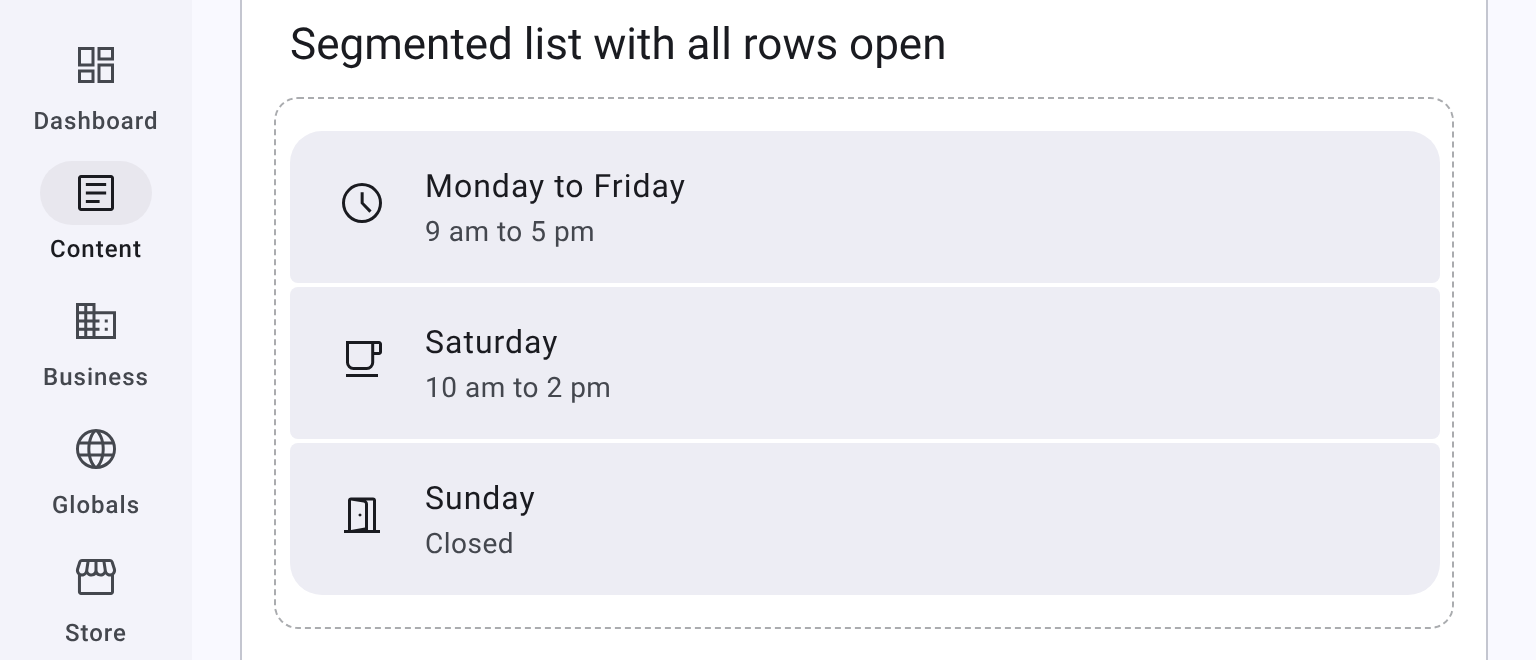 Dashboard
Content
Business
Globals
Store
Segmented list with all rows open
Monday to Friday
9 am to 5 pm
Saturday
10 am to 2 pm
Sunday
Closed